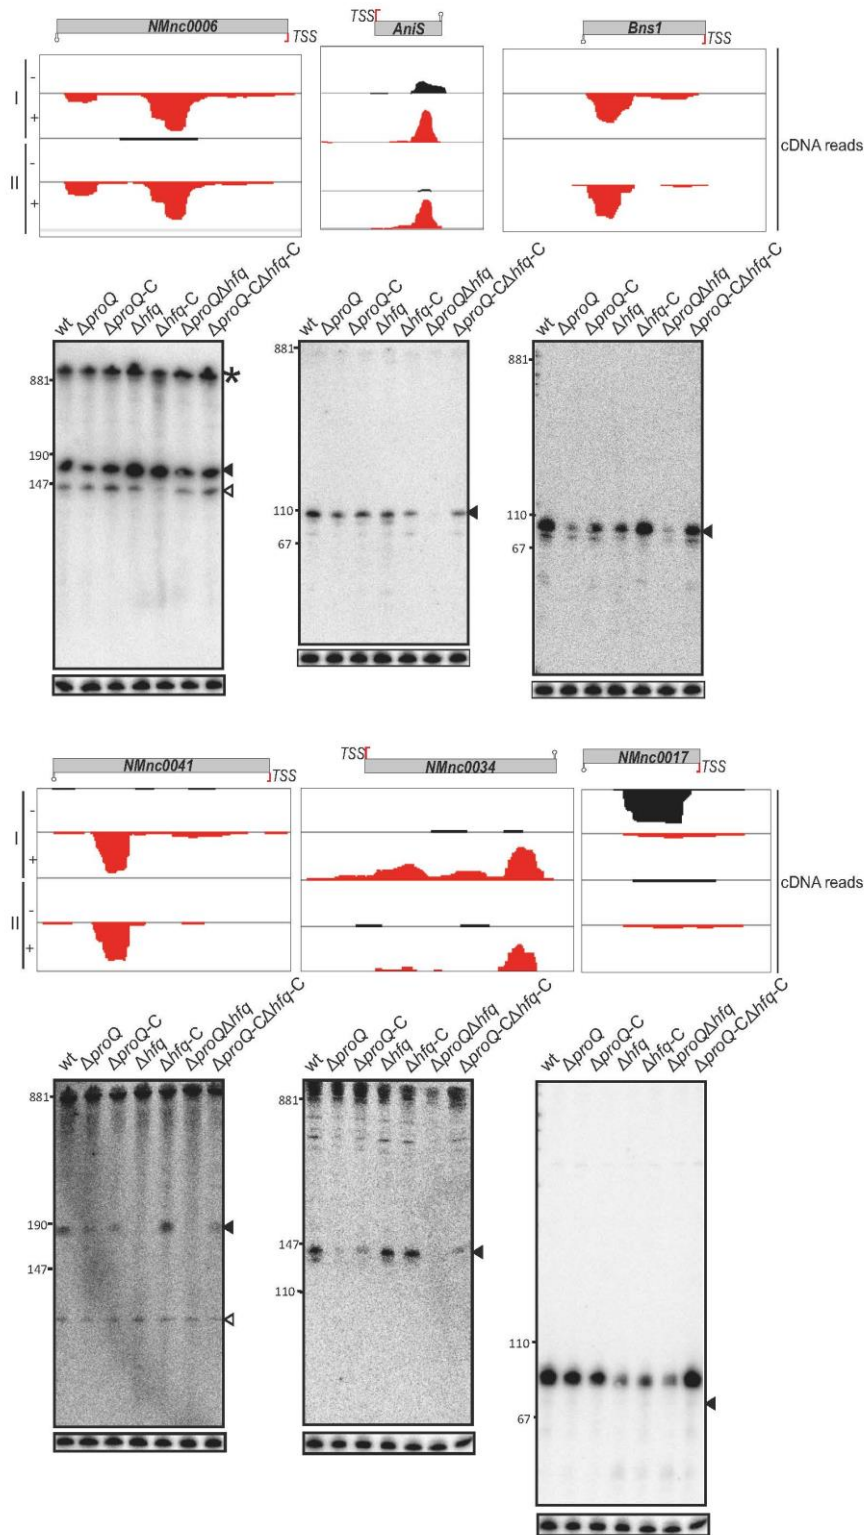 NMnc0006
TSS
TSS
AniS
Bns1
TSS
I
-
+
II
-
+
cDNA reads
wt ΔproQ ΔproQ-C Δhfq Δhfq-C ΔproQΔhfq ΔproQ-CΔhfq-C
881
190
147
*
wt ΔproQ ΔproQ-C Δhfq Δhfq-C ΔproQΔhfq ΔproQ-CΔhfq-C
881
110
67
wt ΔproQ ΔproQ-C Δhfq Δhfq-C ΔproQΔhfq ΔproQ-CΔhfq-C
881
110
67
NMnc0041
TSS
TSS
NMnc0034
NMnc0017
TSS
I
-
+
II
-
+
cDNA reads
wt ΔproQ ΔproQ-C Δhfq Δhfq-C ΔproQΔhfq ΔproQ-CΔhfq-C
881
190
147
wt ΔproQ ΔproQ-C Δhfq Δhfq-C ΔproQΔhfq ΔproQ-CΔhfq-C
881
147
110
wt ΔproQ ΔproQ-C Δhfq Δhfq-C ΔproQΔhfq ΔproQ-CΔhfq-C
110
67